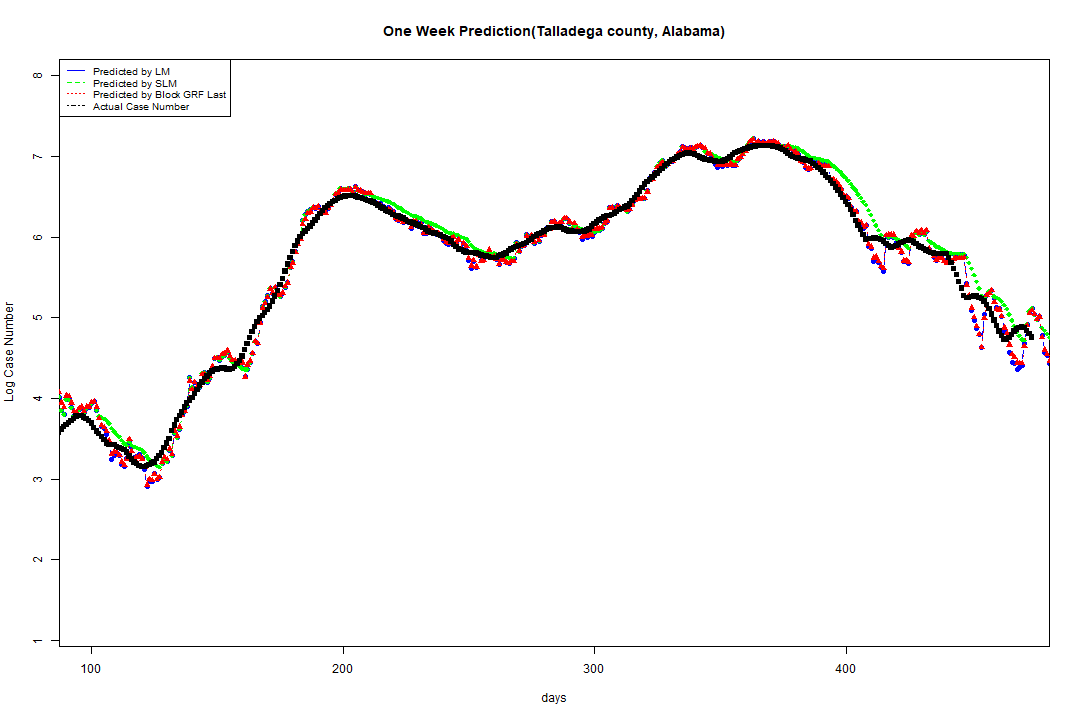 One Week Prediction(Talladega county, Alabama)
Predicted by LM
Predicted by SLM
Predicted by Block GRF Last
Actual Case Number
8
7
6
5
4
3
2
1
Log Case Number
100 200 300 400
days